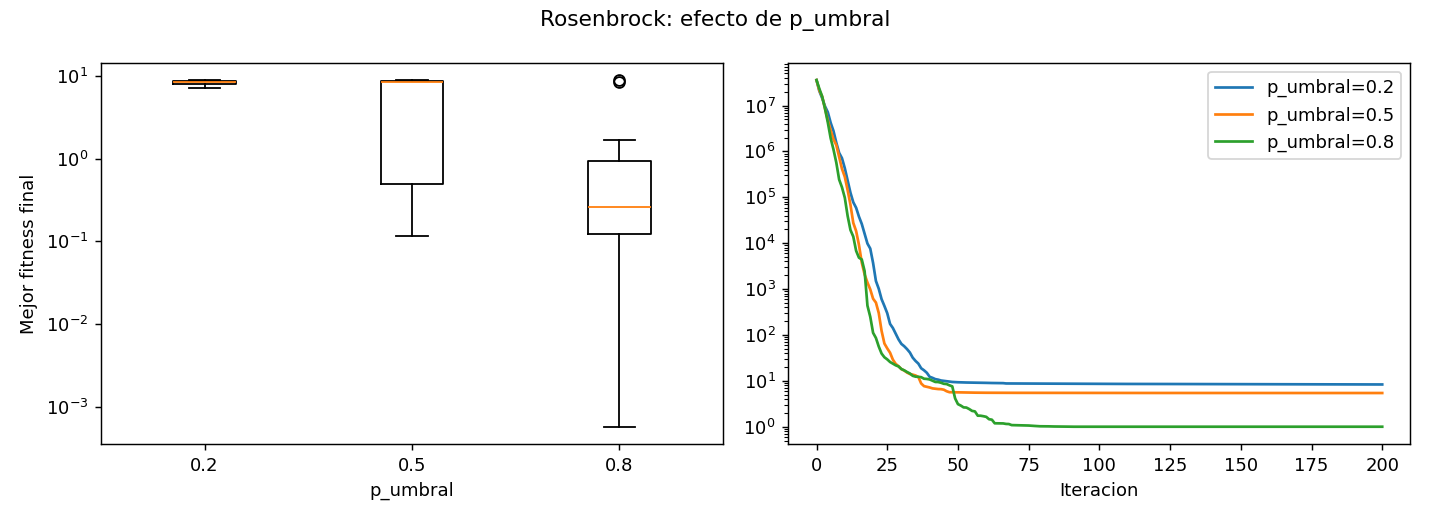 Rosenbrock: efecto de p_umbral
Mejor fitness final
10^1
10^0
10^-1
10^-2
10^-3
0.2 0.5 0.8
p_umbral
10^7
10^6
10^5
10^4
10^3
10^2
10^1
10^0
p_umbral=0.2
p_umbral=0.5
p_umbral=0.8
0 25 50 75 100 125 150 175 200
Iteracion